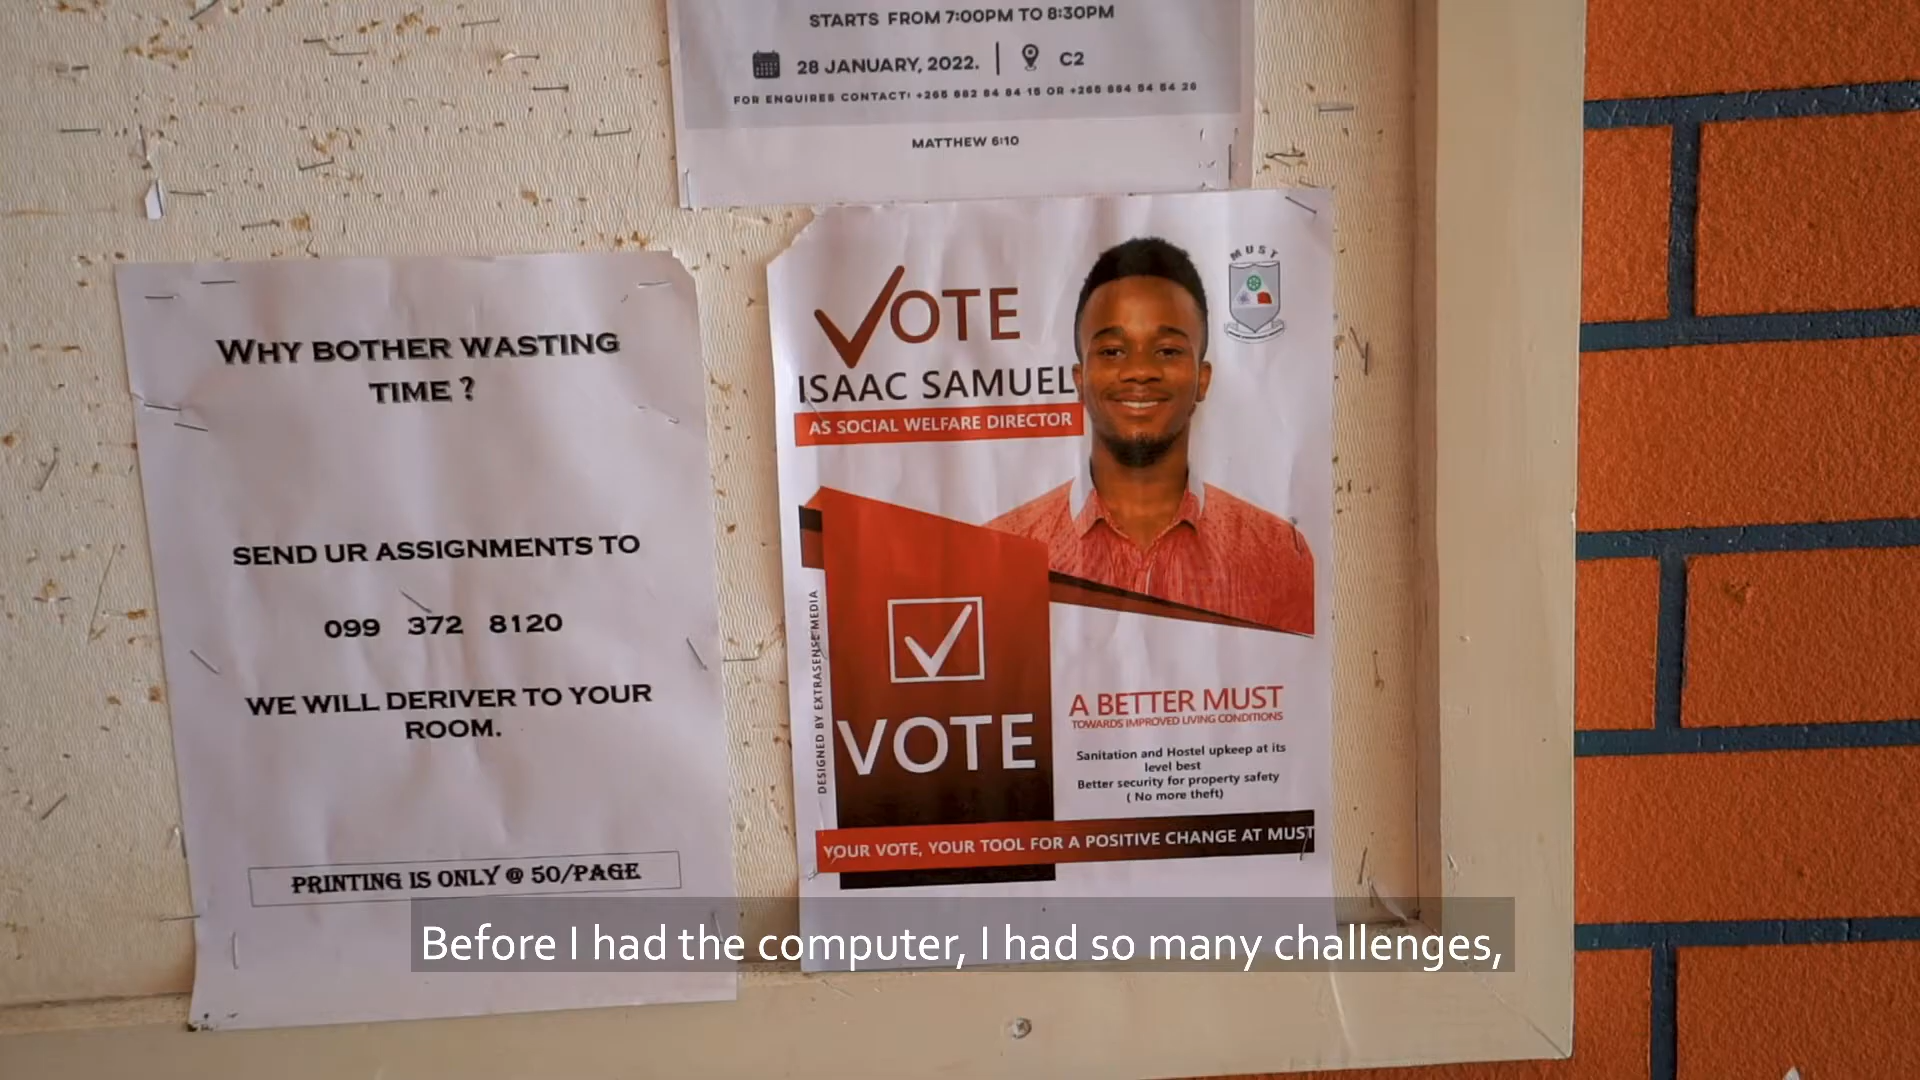 STARTS FROM 7:00PM TO 8:30PM
28 JANUARY, 2022. | C2
MATTHEW 6:10
WHY BOTHER WASTING
TIME ?
SEND UR ASSIGNMENTS TO
099 372 8120
WE WILL DERIVER TO YOUR
ROOM.
PRINTING IS ONLY @ 50/PAGE
MUST
VOTE
ISAAC SAMUEL
AS SOCIAL WELFARE DIRECTOR
DESIGNED BY EXTRASENSE MEDIA
VOTE
A BETTER MUST
TOWARDS IMPROVED LIVING CONDITIONS
Sanitation and Hostel upkeep at its
level best
Better security for property safety
( No more theft)
YOUR VOTE, YOUR TOOL FOR A POSITIVE CHANGE AT MUST
Before I had the computer, I had so many challenges,